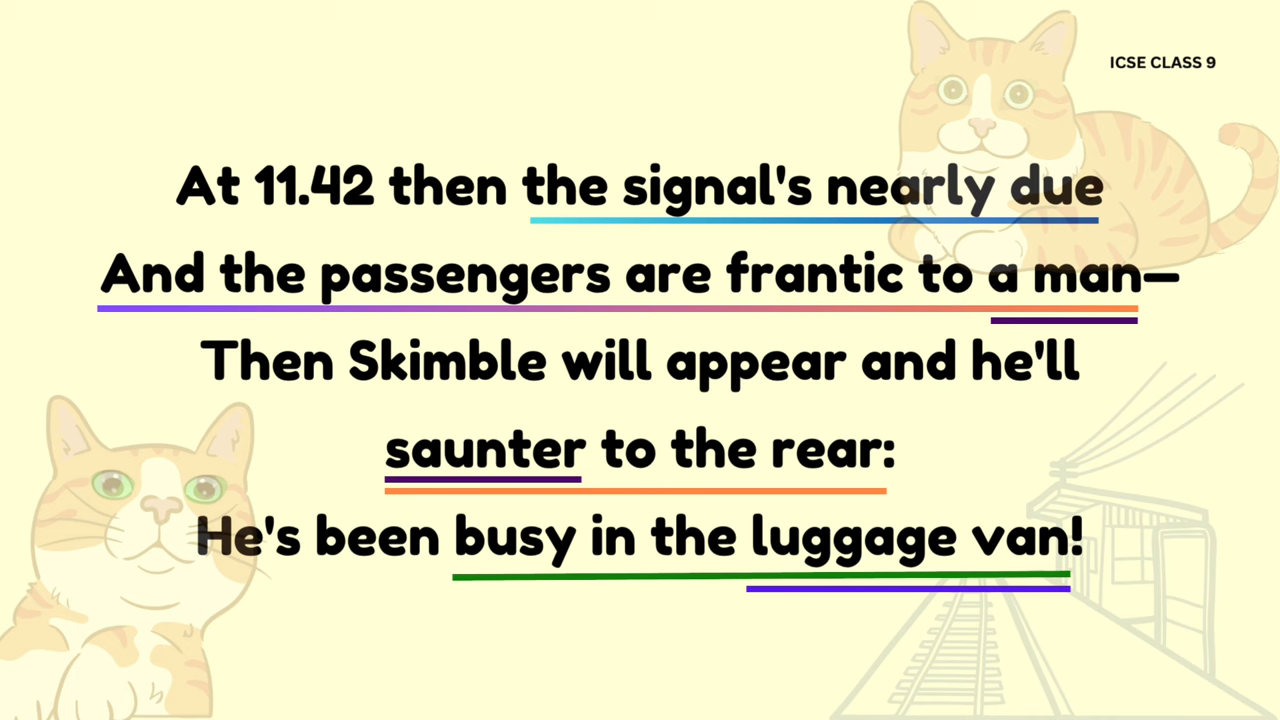 ICSE CLASS 9
At 11.42 then the signal's nearly due
And the passengers are frantic to a man—
Then Skimble will appear and he'll
saunter to the rear:
He's been busy in the luggage van!